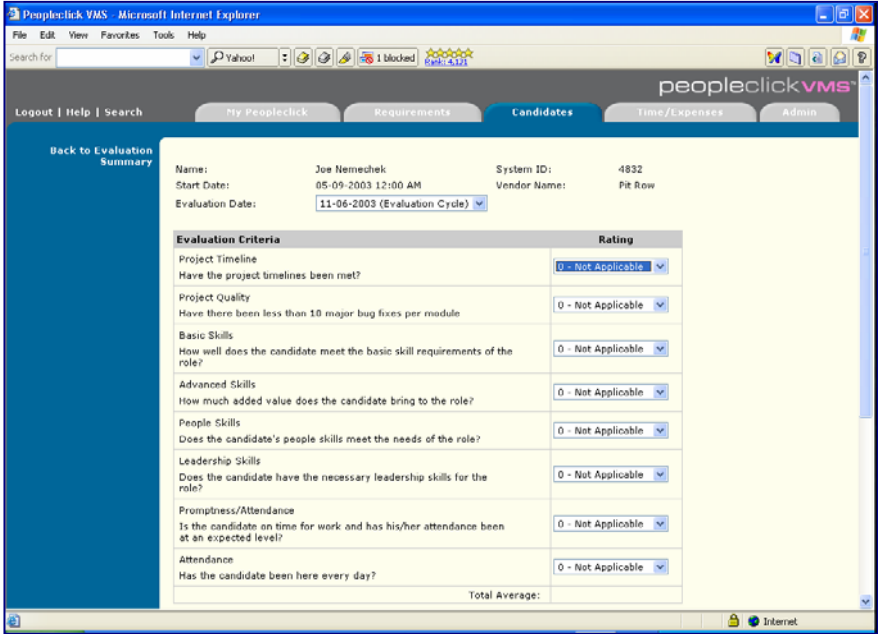 Peopleclick VMS - Microsoft Internet Explorer
File Edit View Favorites Tools Help
Search for Yahoo! 1 blocked Rank: 4,121
peopleclickvms
Logout | Help | Search My Peopleclick Requirements Candidates Time/Expenses Admin
Back to Evaluation
Summary
Name: Joe Nemechek System ID: 4832
Start Date: 05-09-2003 12:00 AM Vendor Name: Pit Row
Evaluation Date: 11-06-2003 (Evaluation Cycle)
Evaluation Criteria Rating
Project Timeline
Have the project timelines been met?
0 - Not Applicable
Project Quality
Have there been less than 10 major bug fixes per module
0 - Not Applicable
Basic Skills
How well does the candidate meet the basic skill requirements of the
role?
0 - Not Applicable
Advanced Skills
How much added value does the candidate bring to the role?
0 - Not Applicable
People Skills
Does the candidate's people skills meet the needs of the role?
0 - Not Applicable
Leadership Skills
Does the candidate have the necessary leadership skills for the
role?
0 - Not Applicable
Promptness/Attendance
Is the candidate on time for work and has his/her attendance been
at an expected level?
0 - Not Applicable
Attendance
Has the candidate been here every day?
0 - Not Applicable
Total Average:
Internet